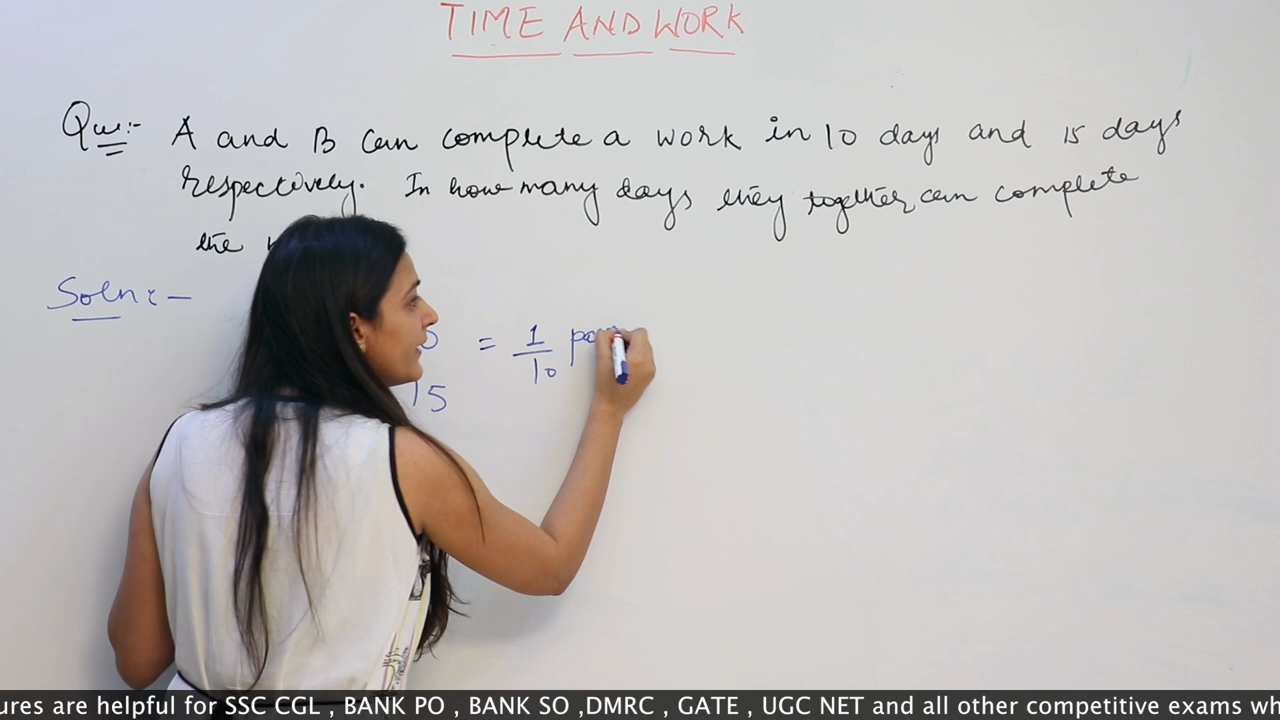 TIME AND WORK
Que:- A and B can complete a work in 10 days and 15 days
respectively. In how many days they together can complete
the
Soln:-
= 1/10
15
ures are helpful for SSC CGL , BANK PO , BANK SO ,DMRC , GATE , UGC NET and all other competitive exams wh